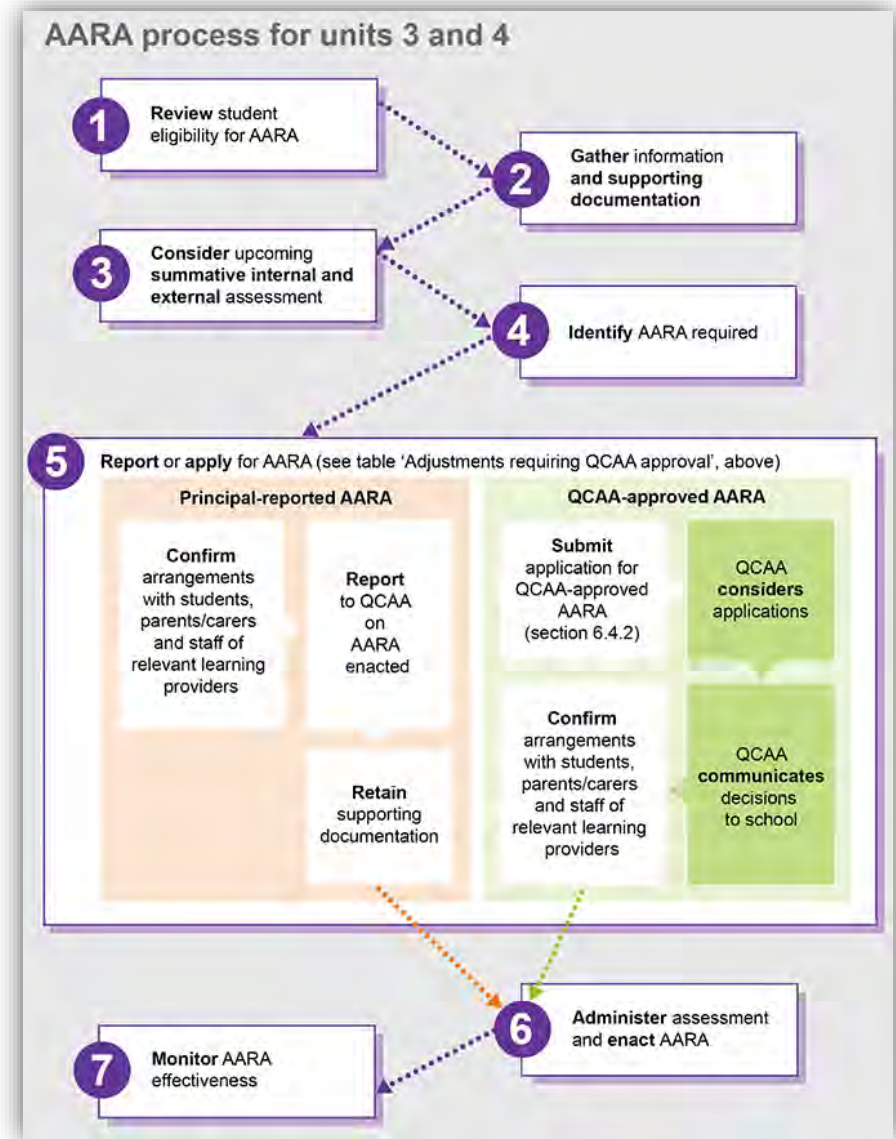 AARA process for units 3 and 4
1
Review student
eligibility for AARA
2
Gather information
and supporting
documentation
3
Consider upcoming
summative internal and
external assessment
4
Identify AARA required
5
Report or apply for AARA (see table ‘Adjustments requiring QCAA approval’, above)
Principal-reported AARA
Confirm
arrangements
with students,
parents/carers
and staff of
relevant learning
providers
Report
to QCAA
on
AARA
enacted
Retain
supporting
documentation
QCAA-approved AARA
Submit
application for
QCAA-approved
AARA
(section 6.4.2)
QCAA
considers
applications
QCAA
communicates
decisions
to school
Confirm
arrangements
with students,
parents/carers
and staff of
relevant learning
providers
6
Administer assessment
and enact AARA
7
Monitor AARA
effectiveness